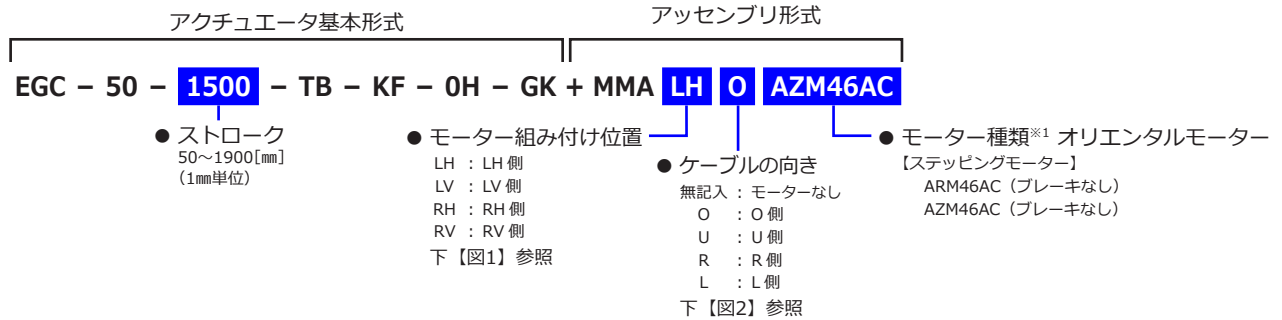 アクチュエータ基本形式
アッセンブリ形式
EGC − 50 − 1500 − TB − KF − 0H − GK + MMA LH O AZM46AC
● ストローク
50～1900[㎜]
（1㎜単位）
● モーター組み付け位置
LH ：LH 側
LV ：LV 側
RH ：RH 側
RV ：RV 側
下【図1】参照
● ケーブルの向き
無記入：モーターなし
O ：O 側
U ：U 側
R ：R 側
L ：L 側
下【図2】参照
● モーター種類※1 オリエンタルモーター
【ステッピングモーター】
ARM46AC（ブレーキなし）
AZM46AC（ブレーキなし）